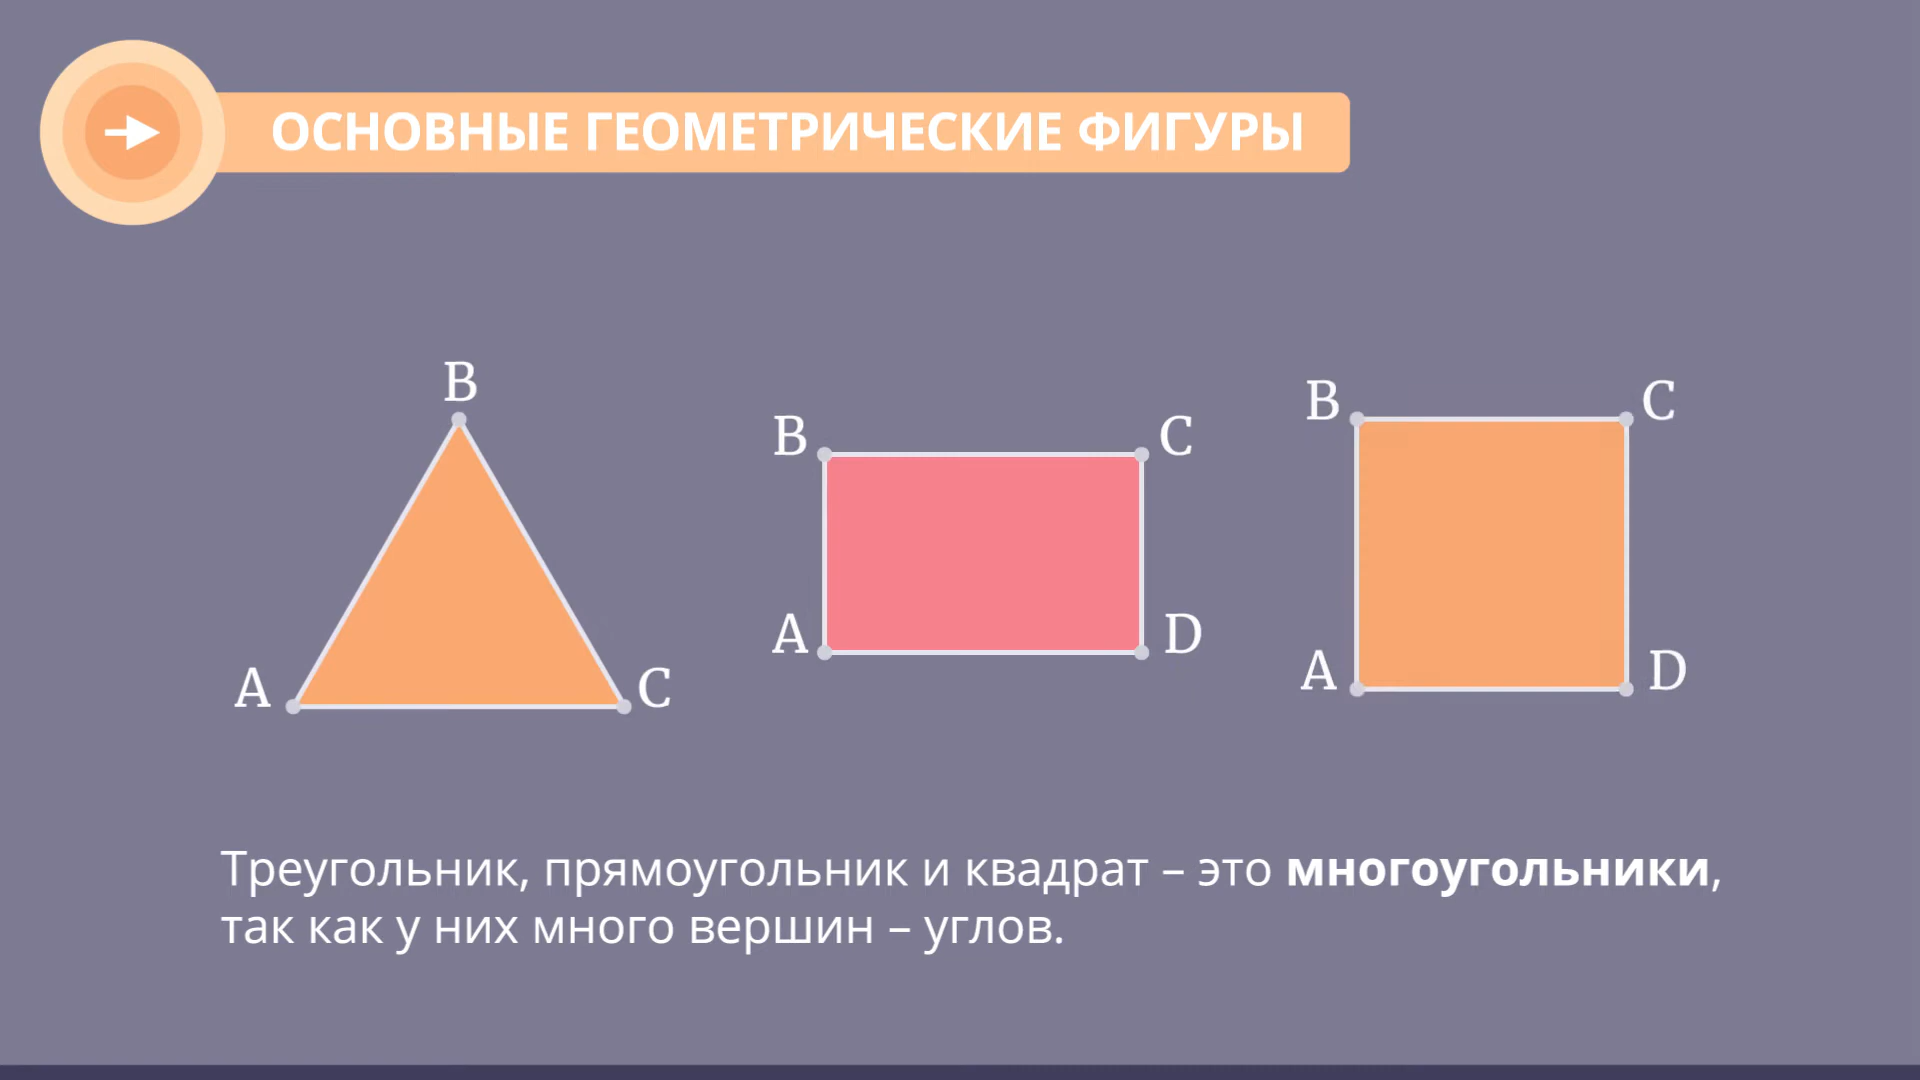 ОСНОВНЫЕ ГЕОМЕТРИЧЕСКИЕ ФИГУРЫ
B
A
C
B
C
A
D
B
C
A
D
Треугольник, прямоугольник и квадрат – это многоугольники,
так как у них много вершин – углов.